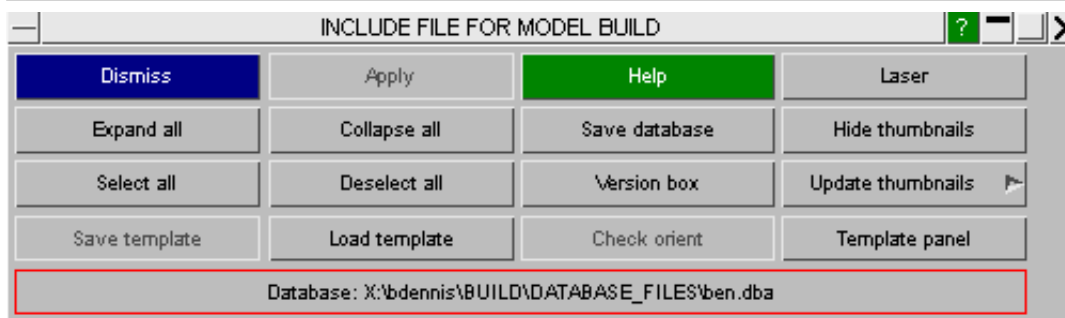 INCLUDE FILE FOR MODEL BUILD ?
Dismiss Apply Help Laser
Expand all Collapse all Save database Hide thumbnails
Select all Deselect all Version box Update thumbnails
Save template Load template Check orient Template panel
Database: X:\bdennis\BUILD\DATABASE_FILES\ben.dba